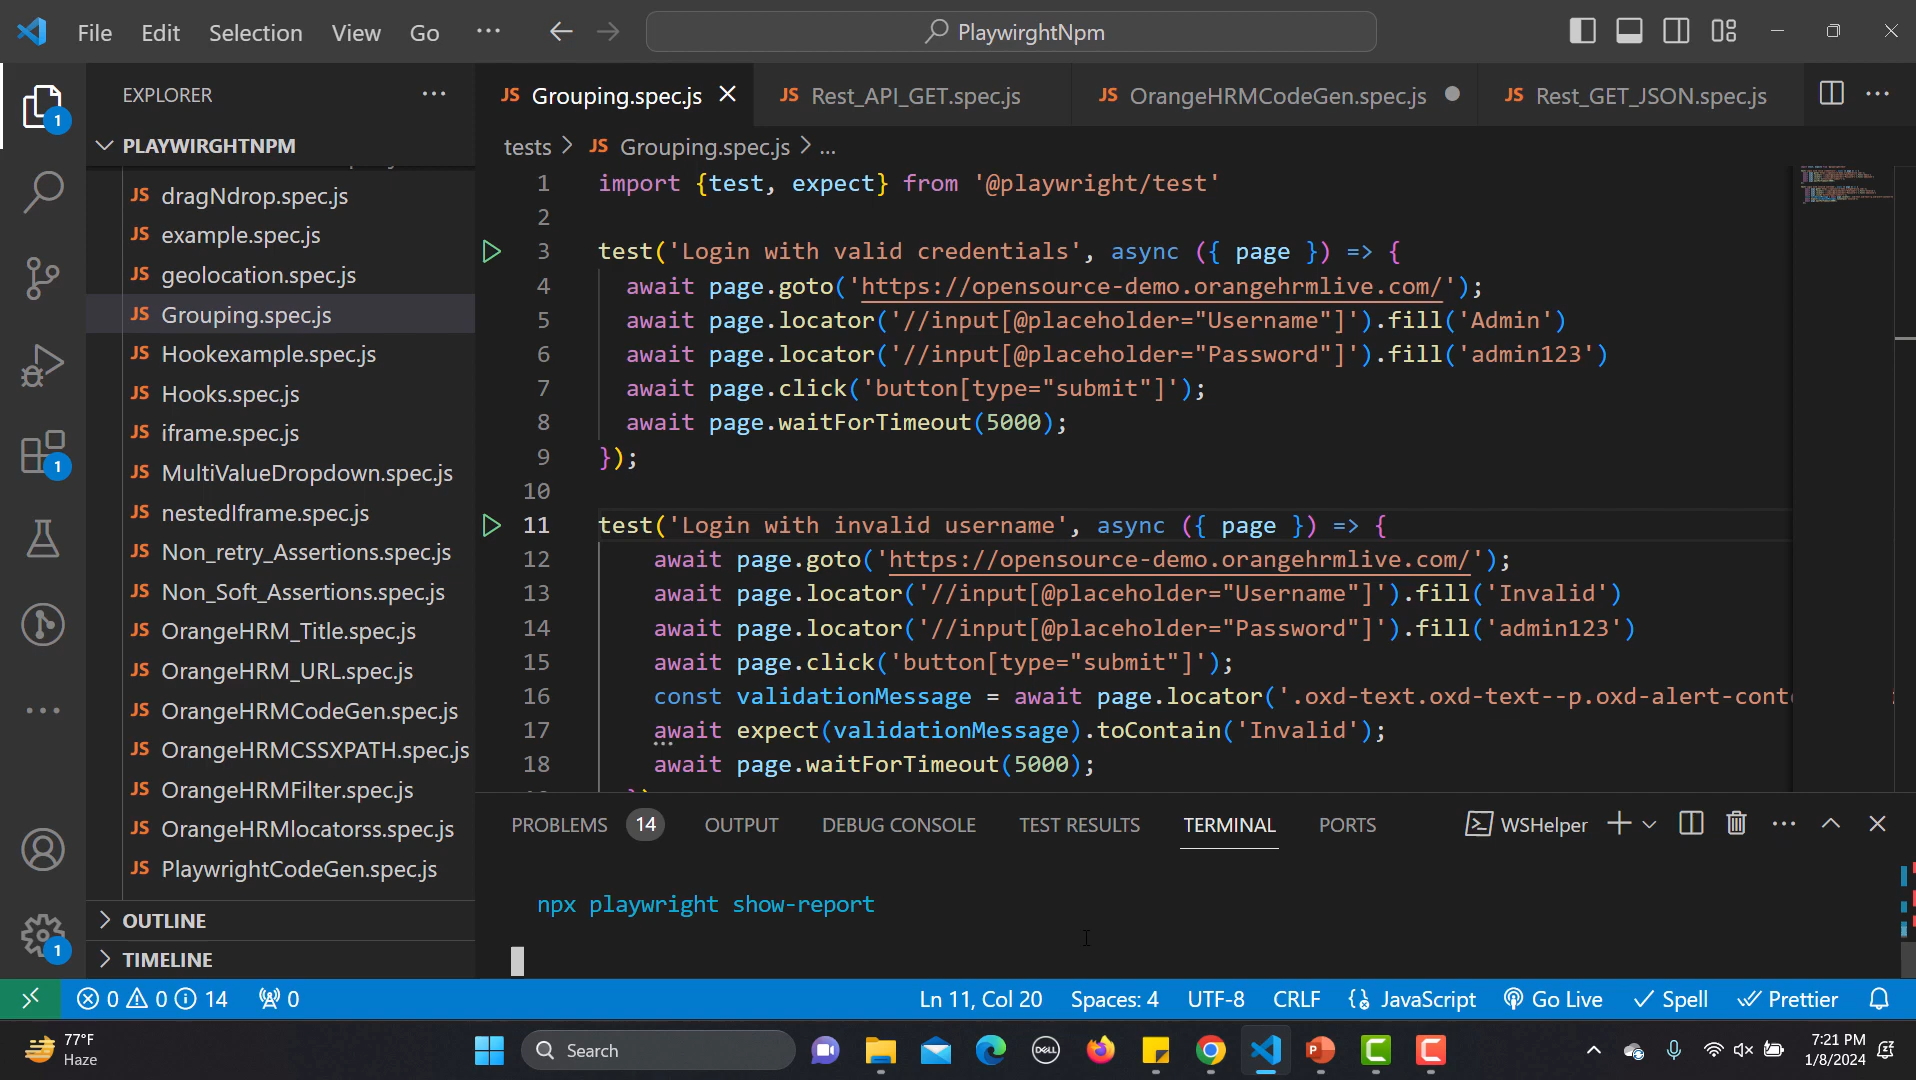 File Edit Selection View Go ··· PlaywirghtNpm
EXPLORER ···
PLAYWIRGHTNPM
JS dragNdrop.spec.js
JS example.spec.js
JS geolocation.spec.js
JS Grouping.spec.js
JS Hookexample.spec.js
JS Hooks.spec.js
JS iframe.spec.js
JS MultiValueDropdown.spec.js
JS nestedIframe.spec.js
JS Non_retry_Assertions.spec.js
JS Non_Soft_Assertions.spec.js
JS OrangeHRM_Title.spec.js
JS OrangeHRM_URL.spec.js
JS OrangeHRMCodeGen.spec.js
JS OrangeHRMCSSXPATH.spec.js
JS OrangeHRMFilter.spec.js
JS OrangeHRMlocatorss.spec.js
JS PlaywrightCodeGen.spec.js
OUTLINE
TIMELINE
1
1
1
JS Grouping.spec.js JS Rest_API_GET.spec.js JS OrangeHRMCodeGen.spec.js JS Rest_GET_JSON.spec.js
tests > JS Grouping.spec.js > ...
1 import {test, expect} from '@playwright/test'
2
3 test('Login with valid credentials', async ({ page }) => {
4 await page.goto('https://opensource-demo.orangehrmlive.com/');
5 await page.locator('//input[@placeholder="Username"]').fill('Admin')
6 await page.locator('//input[@placeholder="Password"]').fill('admin123')
7 await page.click('button[type="submit"]');
8 await page.waitForTimeout(5000);
9 });
10
11 test('Login with invalid username', async ({ page }) => {
12 await page.goto('https://opensource-demo.orangehrmlive.com/');
13 await page.locator('//input[@placeholder="Username"]').fill('Invalid')
14 await page.locator('//input[@placeholder="Password"]').fill('admin123')
15 await page.click('button[type="submit"]');
16 const validationMessage = await page.locator('.oxd-text.oxd-text--p.oxd-alert-conte
17 await expect(validationMessage).toContain('Invalid');
18 await page.waitForTimeout(5000);
PROBLEMS 14 OUTPUT DEBUG CONSOLE TEST RESULTS TERMINAL PORTS WSHelper
npx playwright show-report
0 0 14 0 Ln 11, Col 20 Spaces: 4 UTF-8 CRLF {} JavaScript Go Live Spell Prettier
77°F
Haze
Search
DELL
7:21 PM
1/8/2024